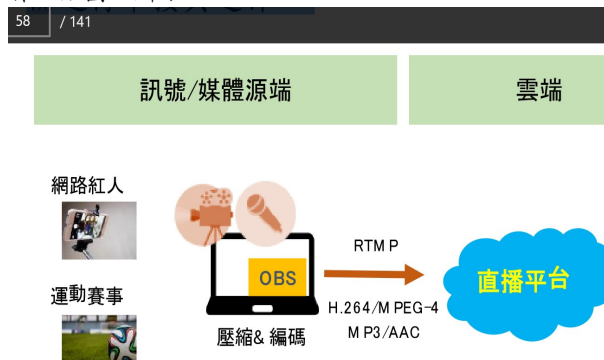 58 / 141
訊號/媒體源端
雲端
網路紅人
RTMP
OBS
直播平台
運動賽事
H.264/MPEG-4
壓縮&編碼
MP3/AAC